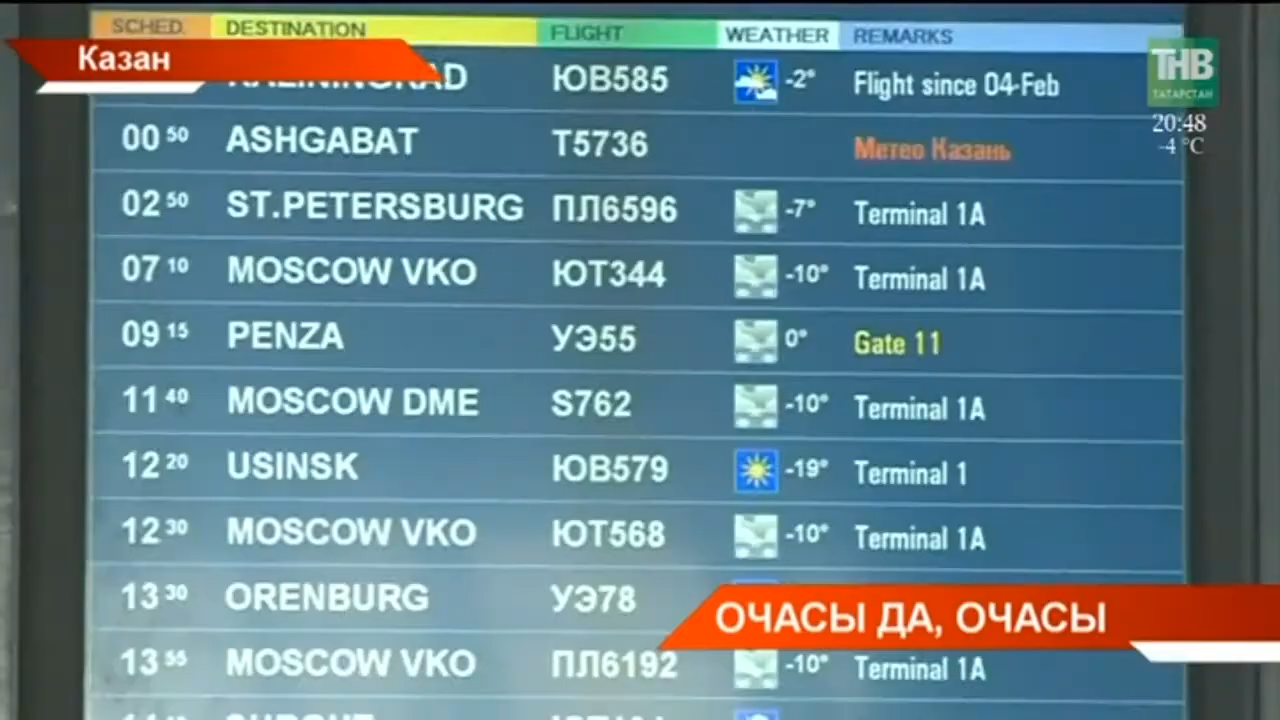 SCHED. DESTINATION FLIGHT WEATHER REMARKS
Казан
ЮВ585 -2° Flight since 04-Feb
ТНВ
ТАТАРСТАН
20:48
-4 °C
00 50 ASHGABAT T5736 Метео Казань
02 50 ST.PETERSBURG ПЛ6596 -7° Terminal 1A
07 10 MOSCOW VKO ЮТ344 -10° Terminal 1A
09 15 PENZA УЭ55 0° Gate 11
11 40 MOSCOW DME S762 -10° Terminal 1A
12 20 USINSK ЮВ579 -19° Terminal 1
12 30 MOSCOW VKO ЮТ568 -10° Terminal 1A
13 30 ORENBURG УЭ78
ОЧАСЫ ДА, ОЧАСЫ
13 55 MOSCOW VKO ПЛ6192 -10° Terminal 1A